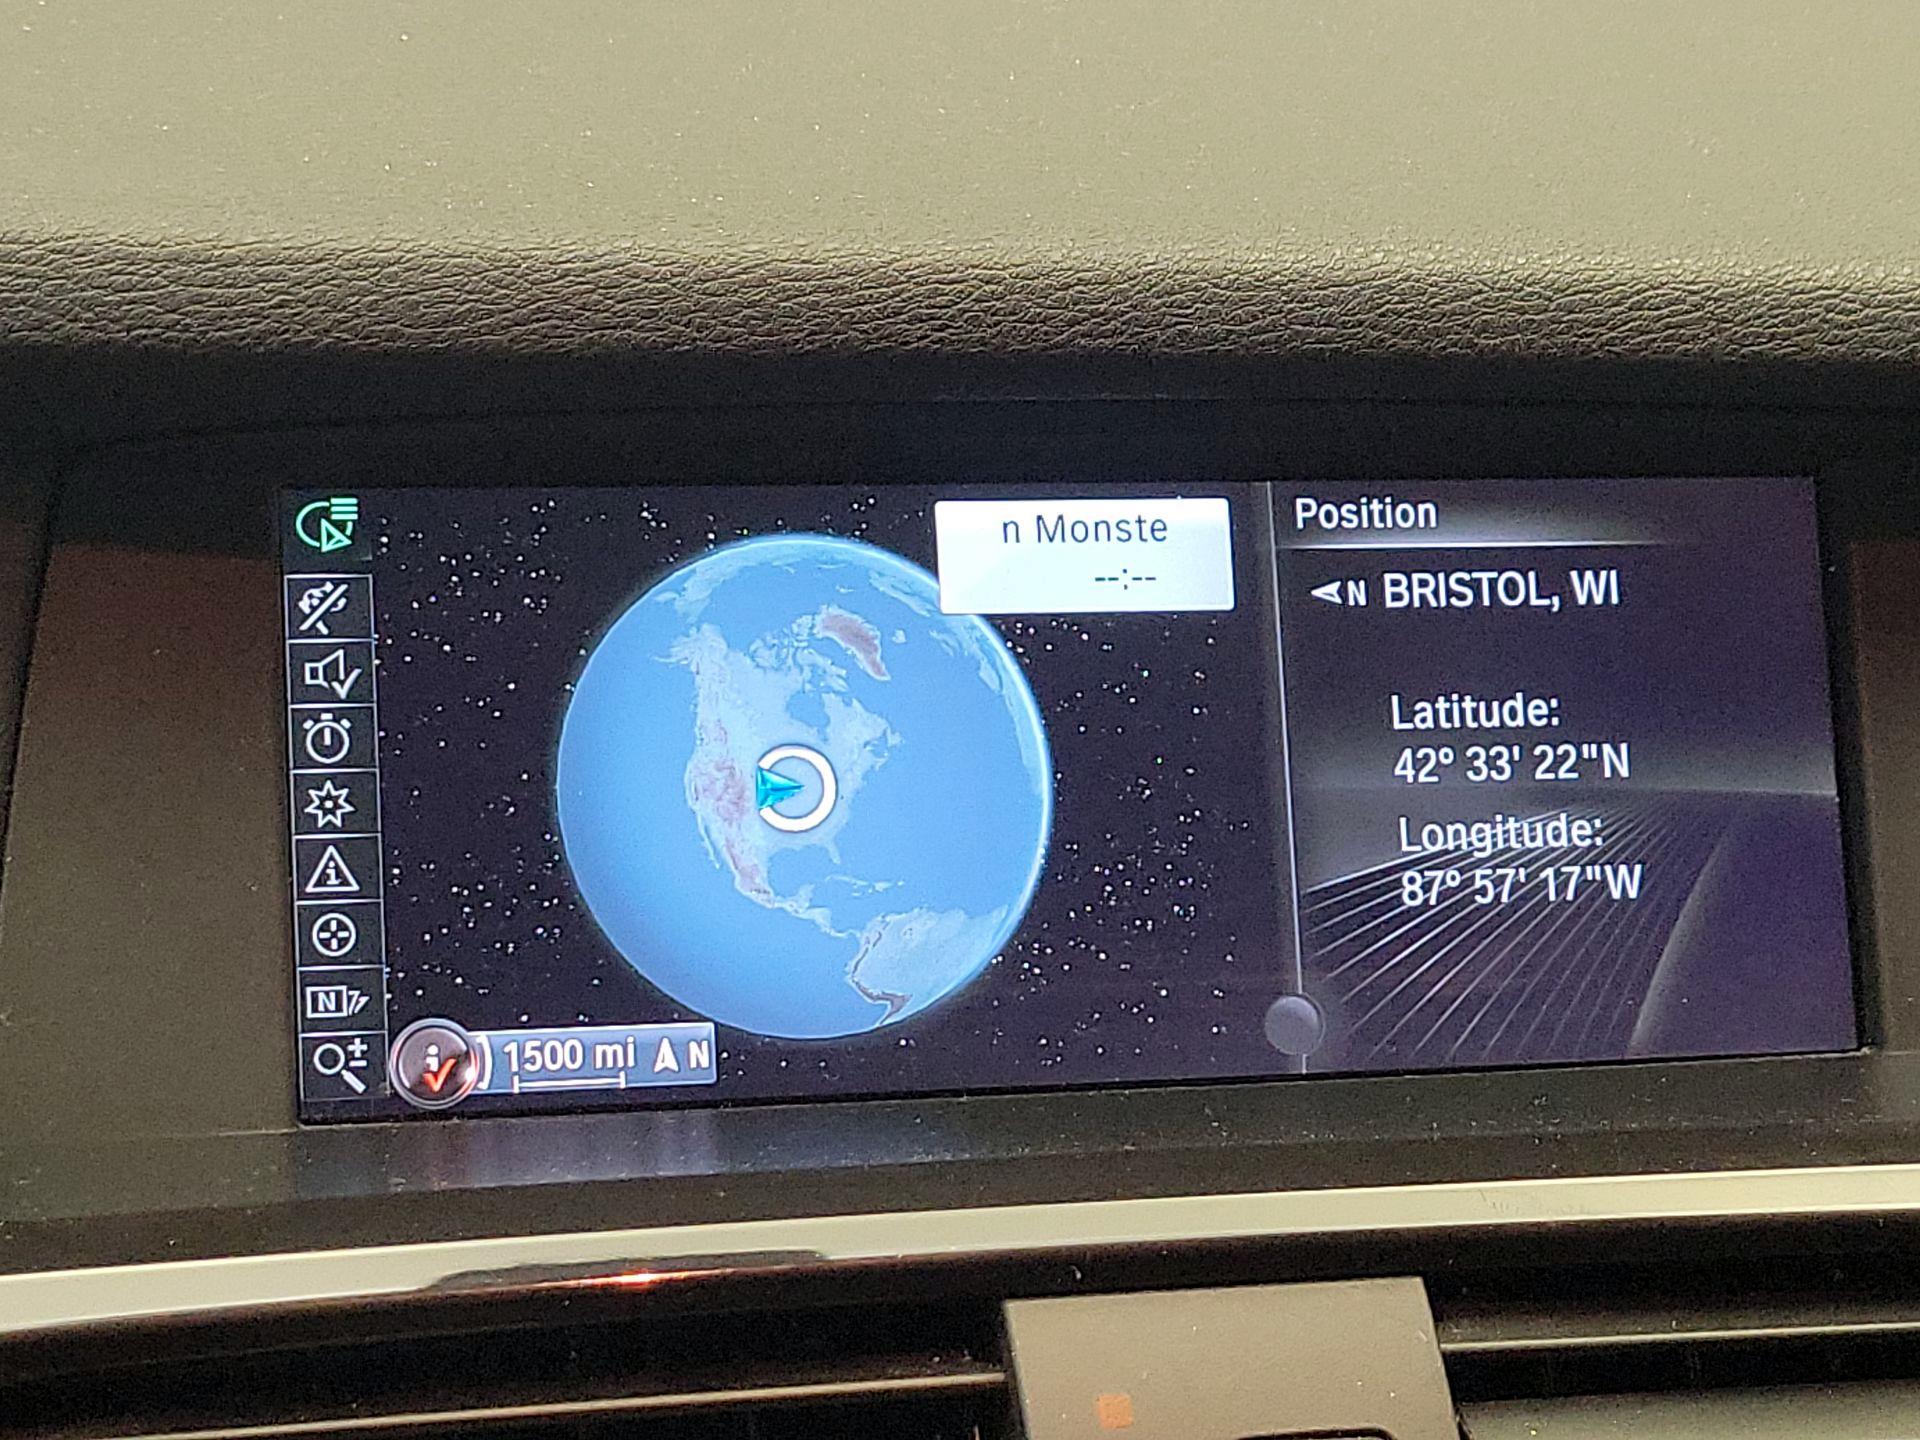 n Monste
--:--
Position
N BRISTOL, WI
Latitude:
42° 33' 22"N
Longitude:
87° 57' 17"W
N
1500 mi N